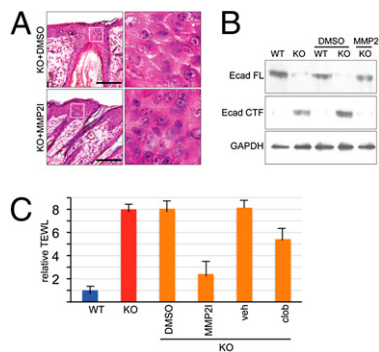 A
KO+DMSO
KO+MMP2I
B
DMSO MMP2I
WT KO WT KO KO
Ecad FL
Ecad CTF
GAPDH
C
relative TEWL
8
6
4
2
WT KO DMSO MMP2I veh clob
KO